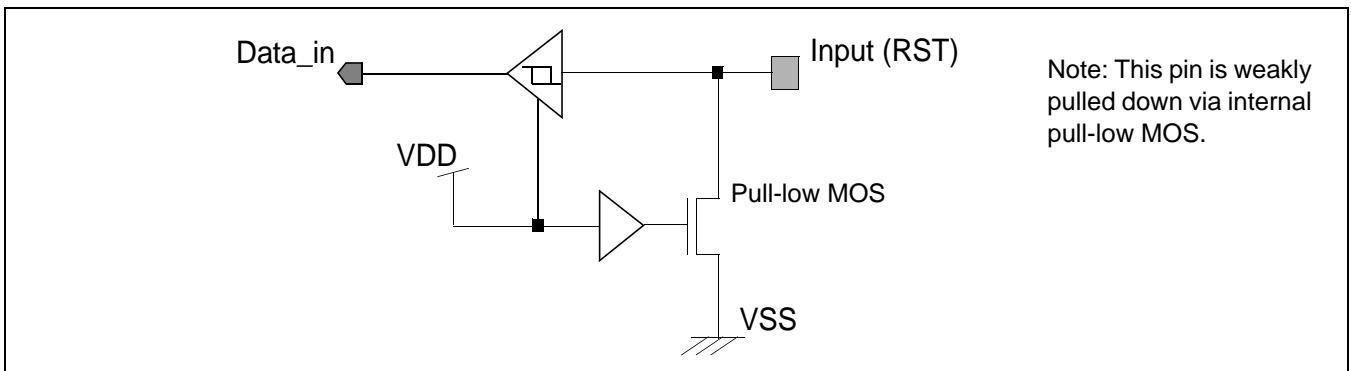 Data_in
Input (RST)
Note: This pin is weakly
pulled down via internal
pull-low MOS.
VDD
Pull-low MOS
VSS